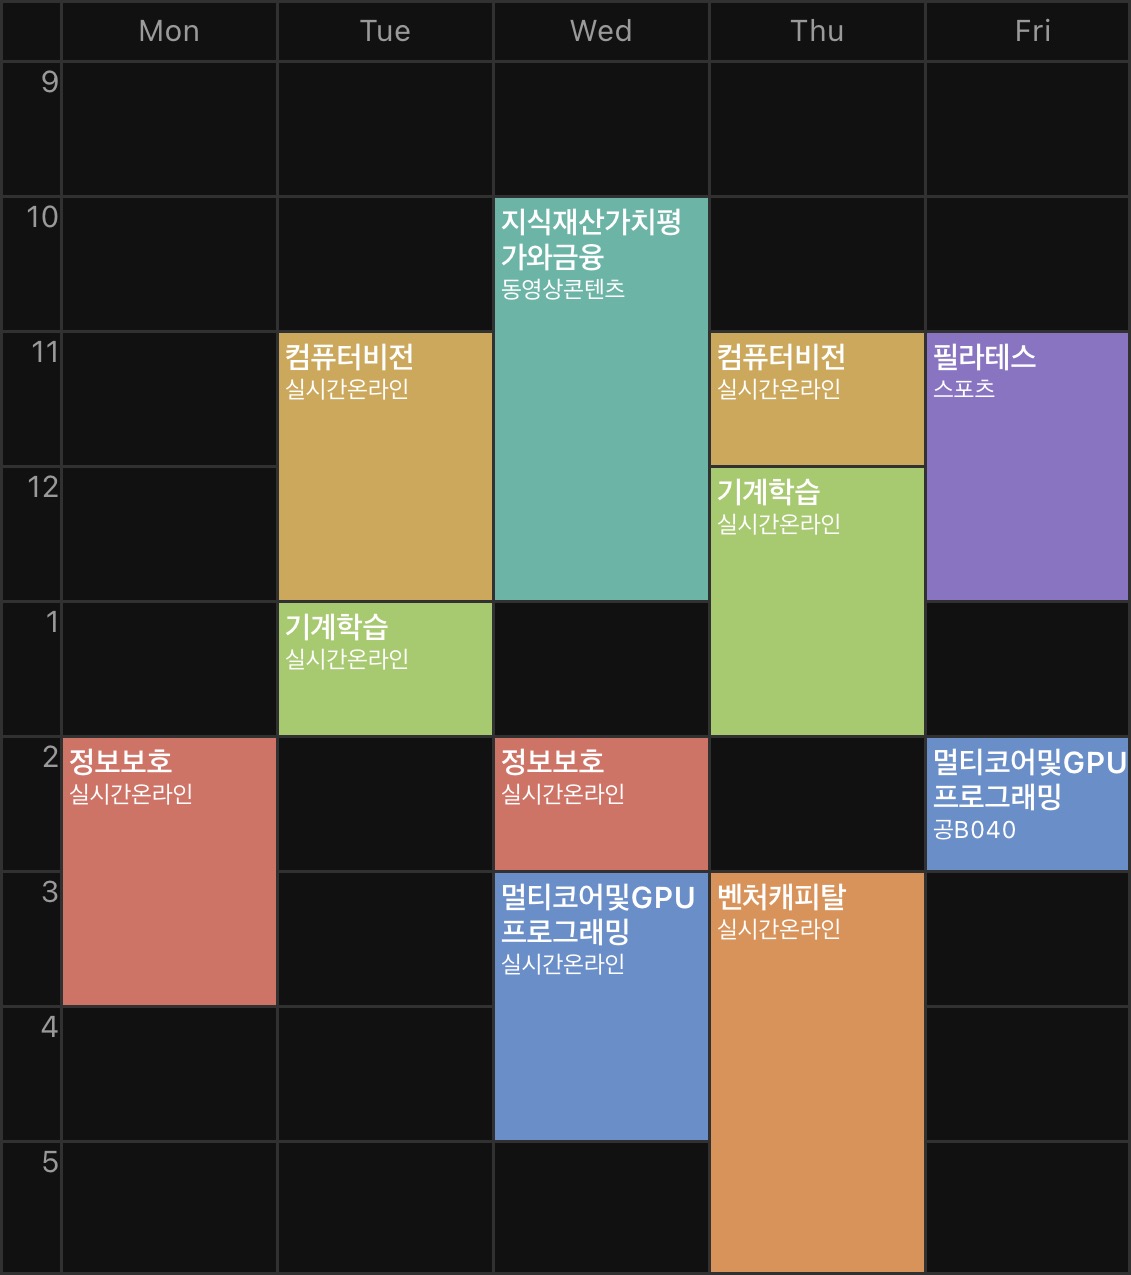 Mon Tue Wed Thu Fri
9
10
지식재산가치평
가와금융
동영상콘텐츠
11
컴퓨터비전
실시간온라인
컴퓨터비전
실시간온라인
필라테스
스포츠
12
기계학습
실시간온라인
1
기계학습
실시간온라인
2
정보보호
실시간온라인
정보보호
실시간온라인
멀티코어및GPU
프로그래밍
공B040
3
멀티코어및GPU
프로그래밍
실시간온라인
벤처캐피탈
실시간온라인
4
5